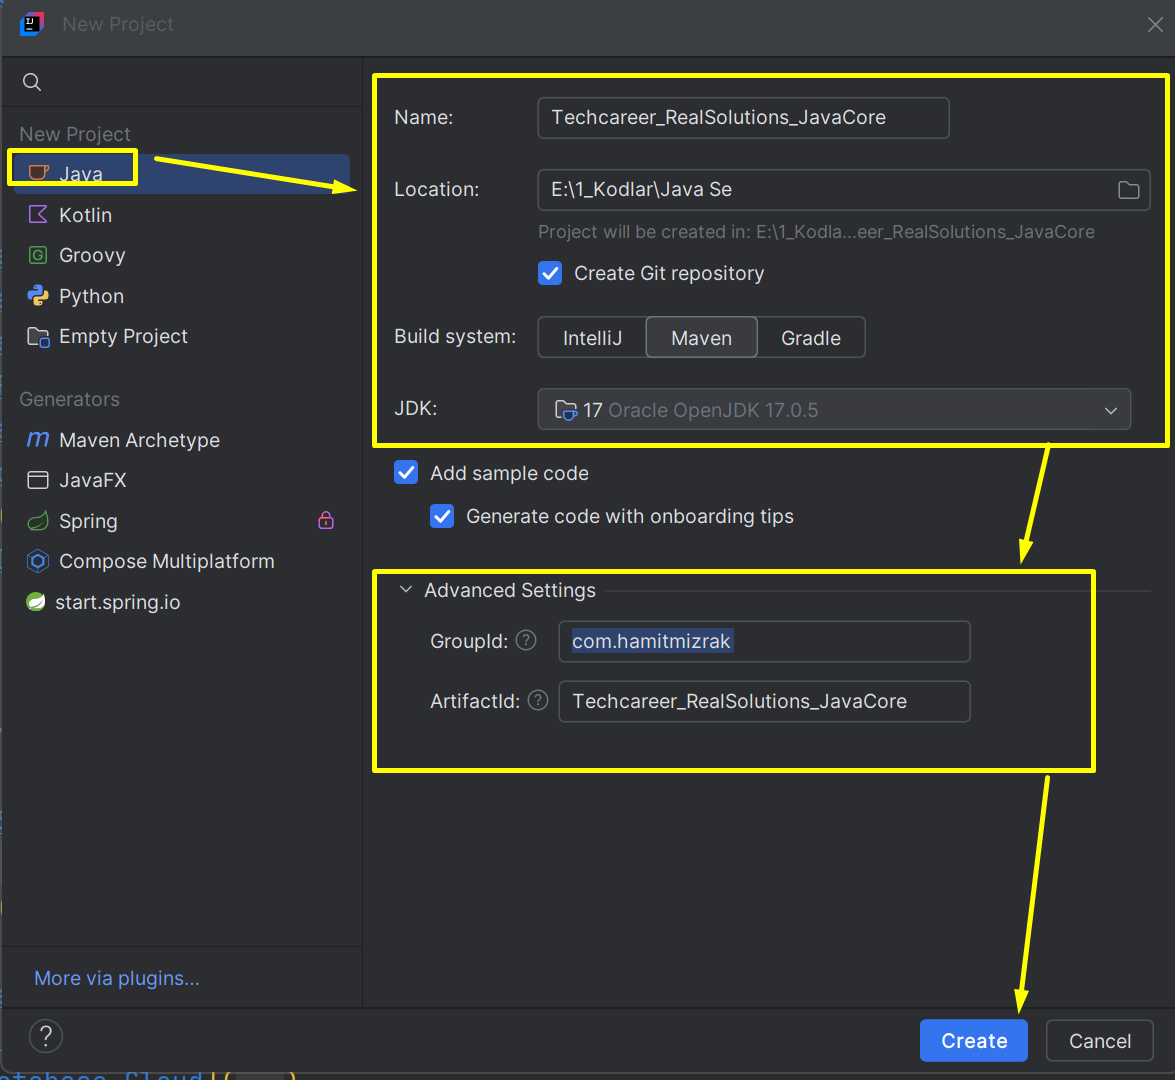 New Project
New Project
Java
Kotlin
Groovy
Python
Empty Project
Generators
Maven Archetype
JavaFX
Spring
Compose Multiplatform
start.spring.io
More via plugins...
Name:
Techcareer_RealSolutions_JavaCore
Location:
E:\1_Kodlar\Java Se
Project will be created in: E:\1_Kodla...eer_RealSolutions_JavaCore
Create Git repository
Build system:
IntelliJ Maven Gradle
JDK:
17 Oracle OpenJDK 17.0.5
Add sample code
Generate code with onboarding tips
Advanced Settings
GroupId: ? com.hamitmizrak
ArtifactId: ? Techcareer_RealSolutions_JavaCore
?
Create
Cancel